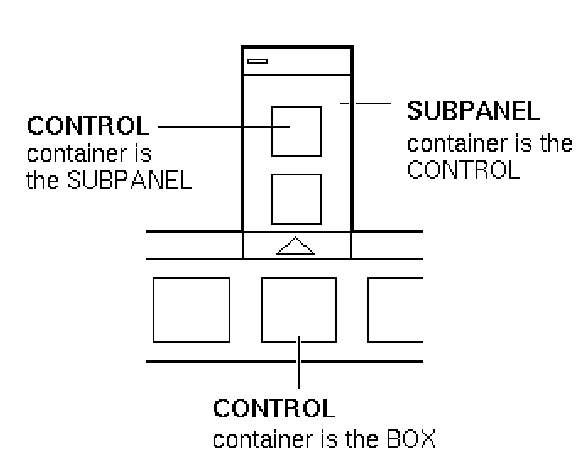 CONTROL
container is
the SUBPANEL
SUBPANEL
container is the
CONTROL
CONTROL
container is the BOX